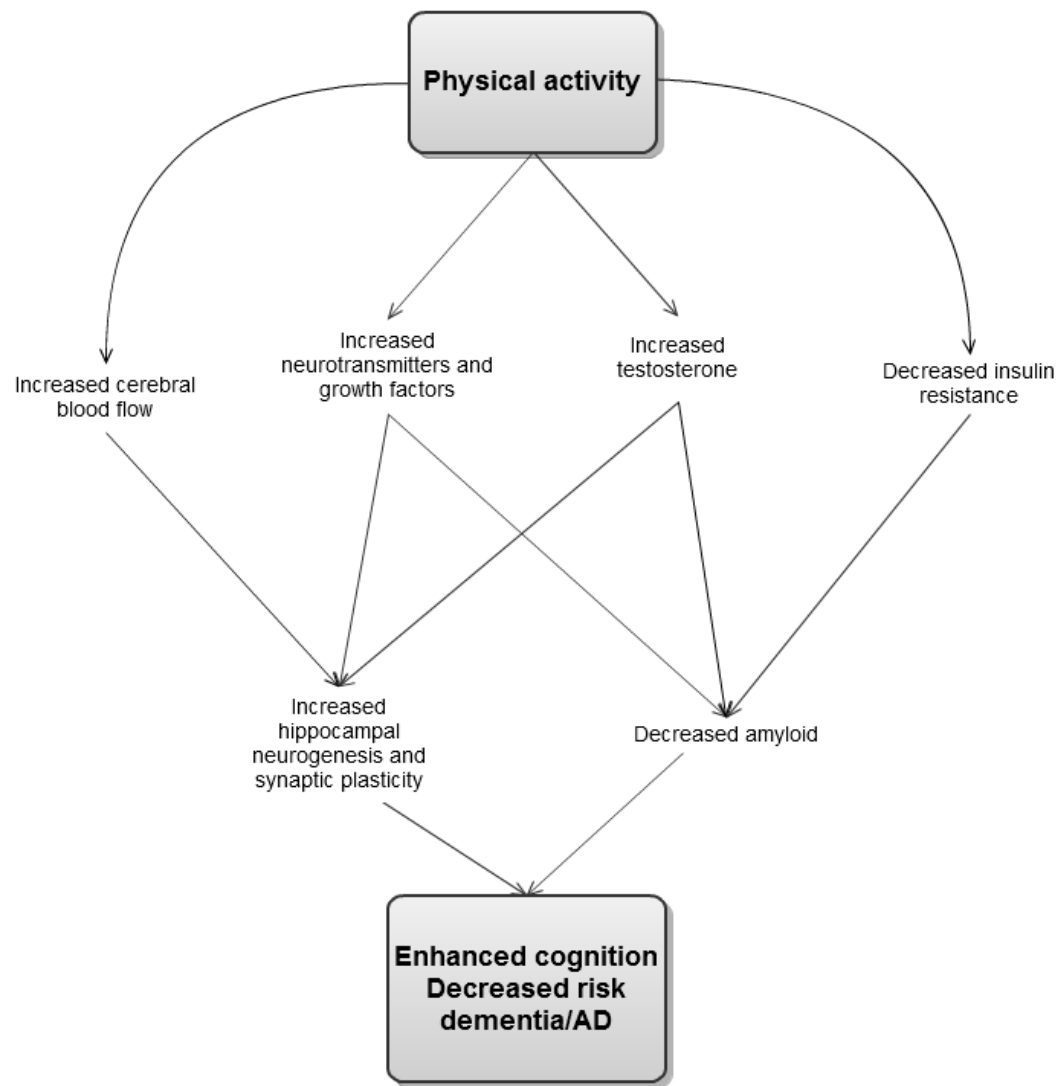 Physical activity
Increased cerebral
blood flow
Increased
neurotransmitters and
growth factors
Increased
testosterone
Decreased insulin
resistance
Increased
hippocampal
neurogenesis and
synaptic plasticity
Decreased amyloid
Enhanced cognition
Decreased risk
dementia/AD